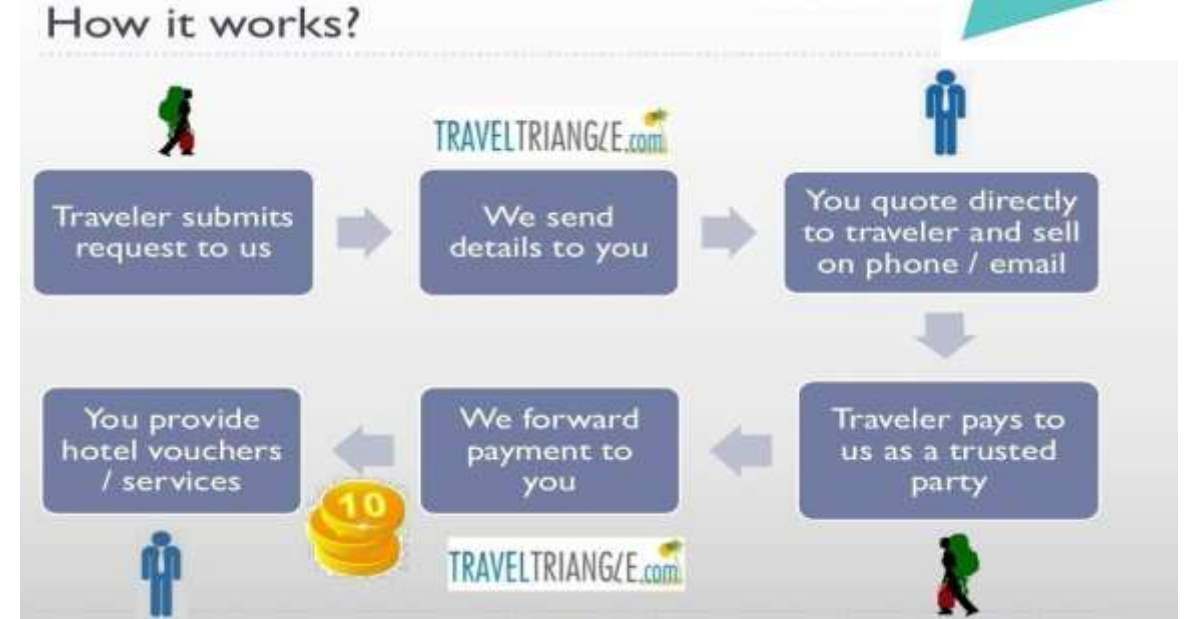 How it works?
TRAVELTRIANGLE.com
Traveler submits
request to us
We send
details to you
You quote directly
to traveler and sell
on phone / email
Traveler pays to
us as a trusted
party
We forward
payment to
you
You provide
hotel vouchers
/ services
10
TRAVELTRIANGLE.com